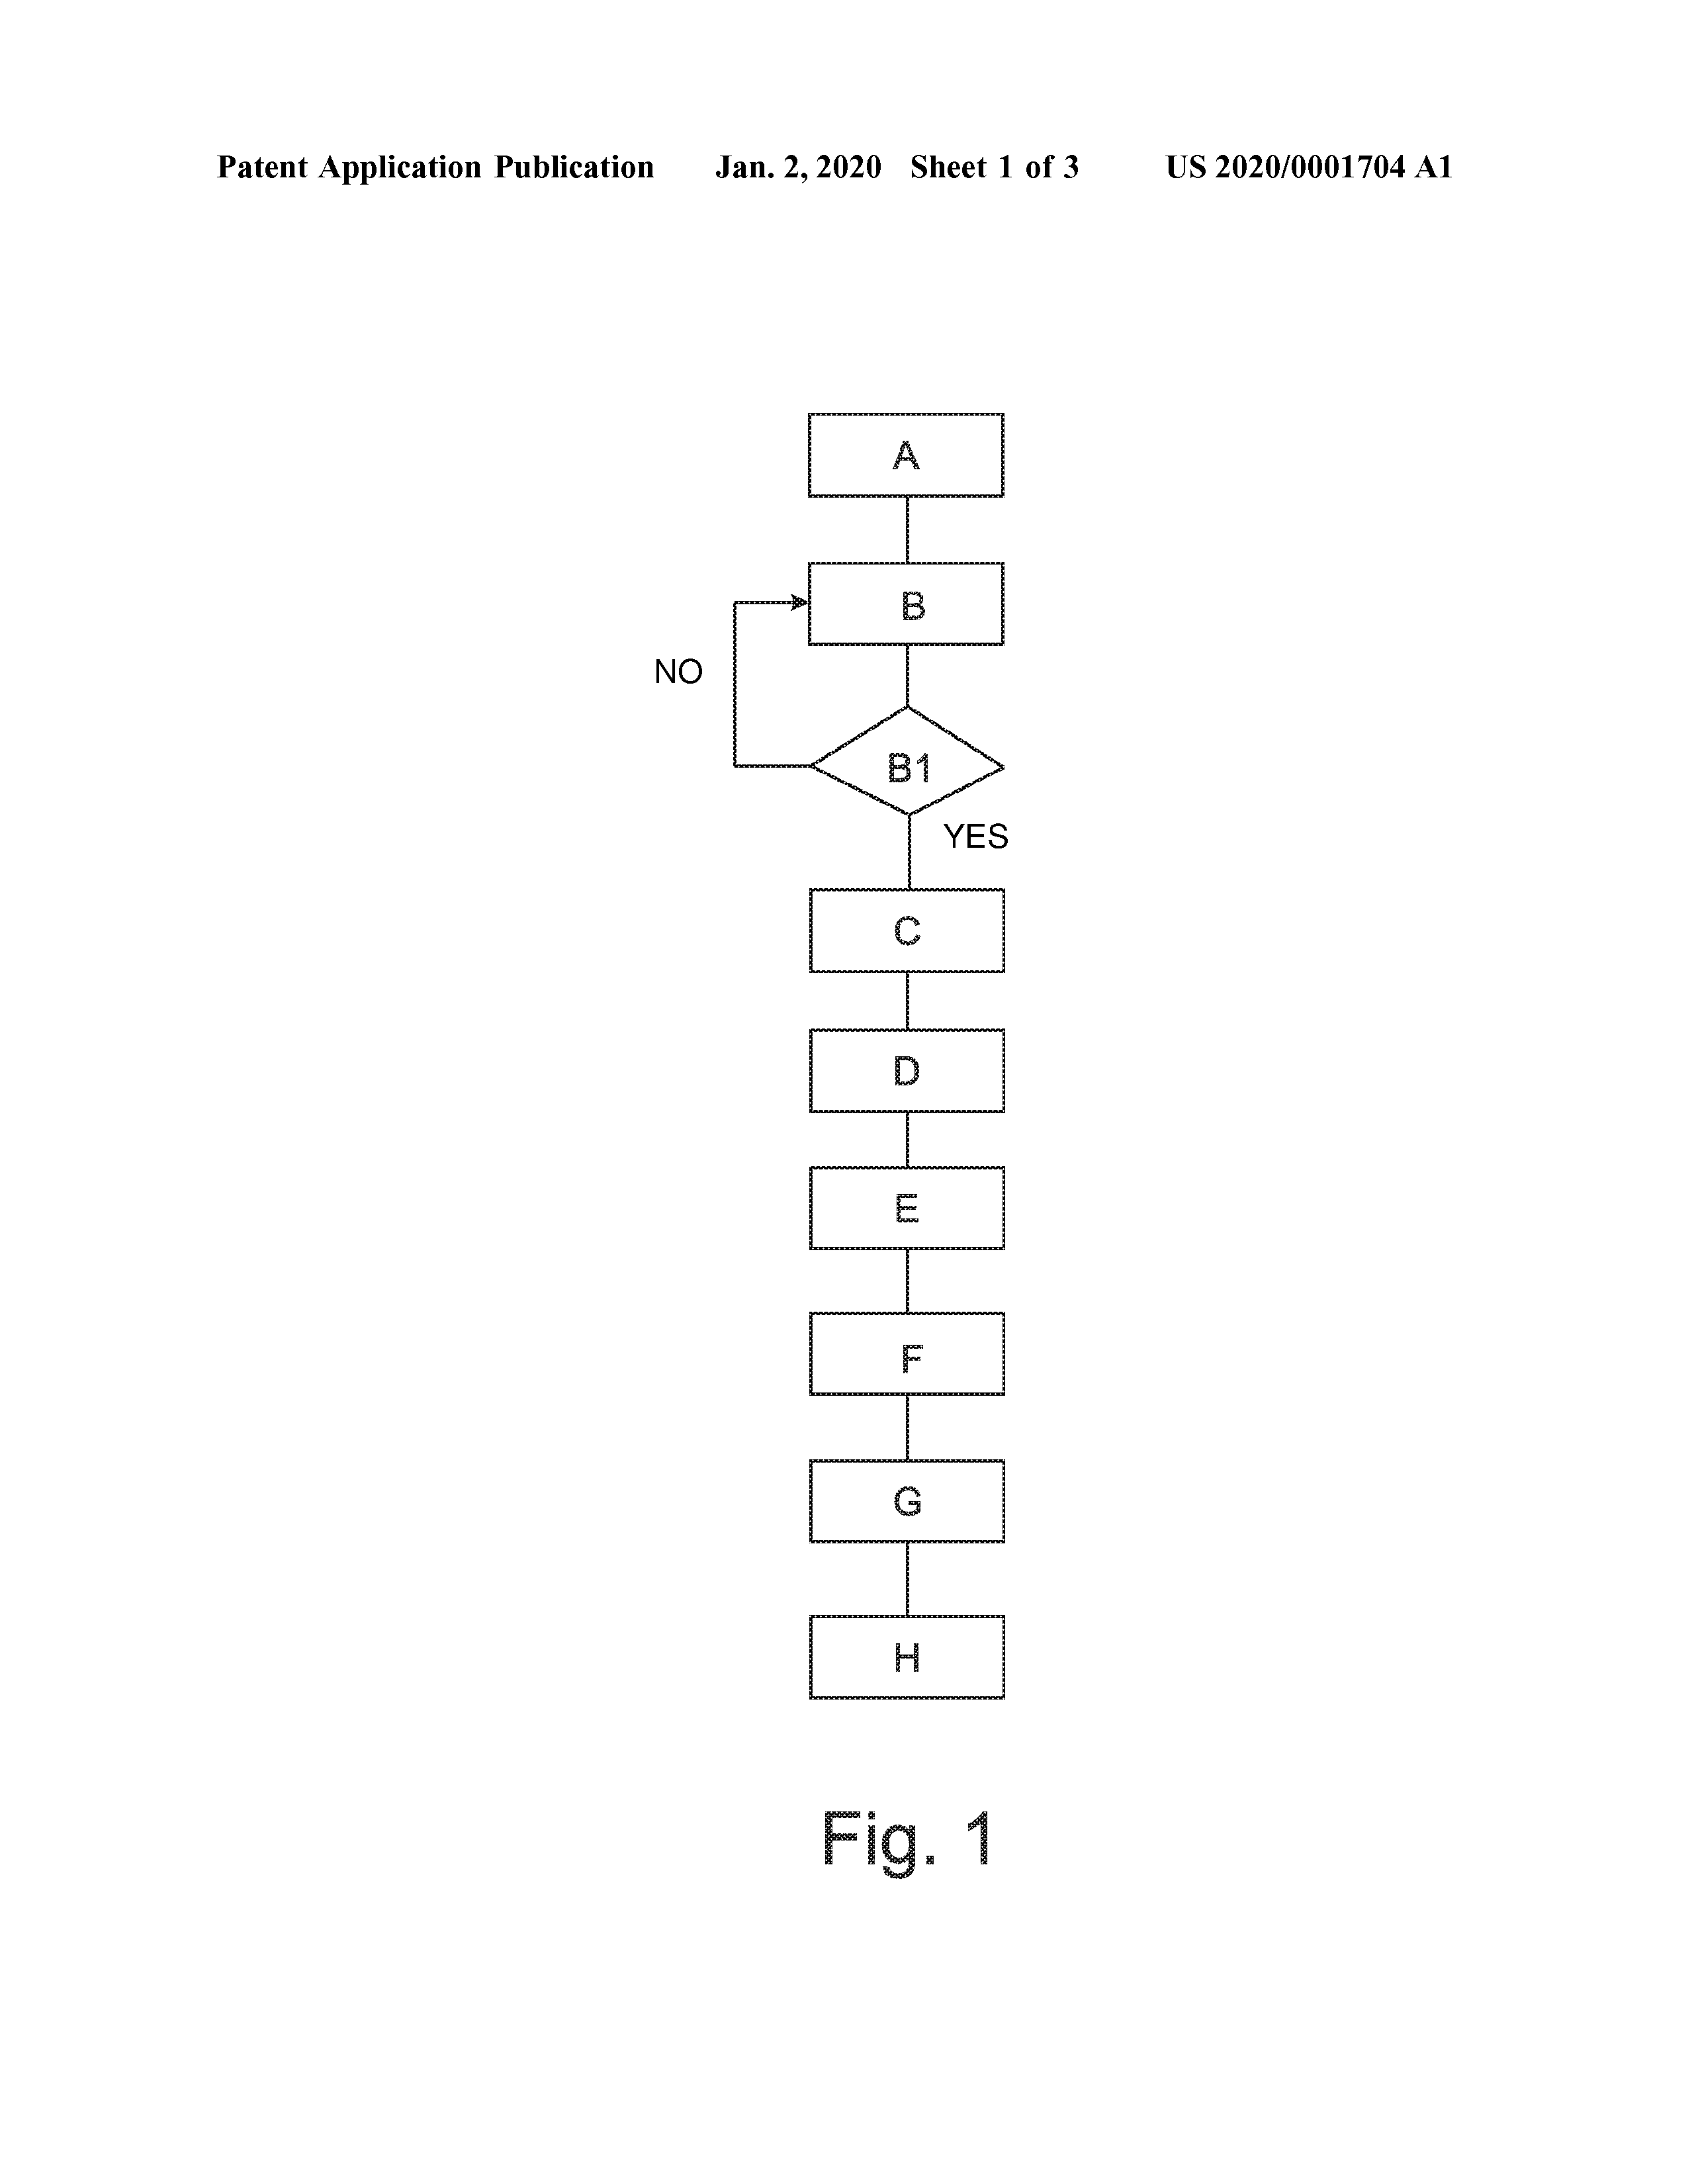 Patent Application Publication Jan. 2, 2020 Sheet 1 of 3 US 2020/0001704 A1
A
B
NO
B1
YES
C
D
E
F
G
H
Fig. 1